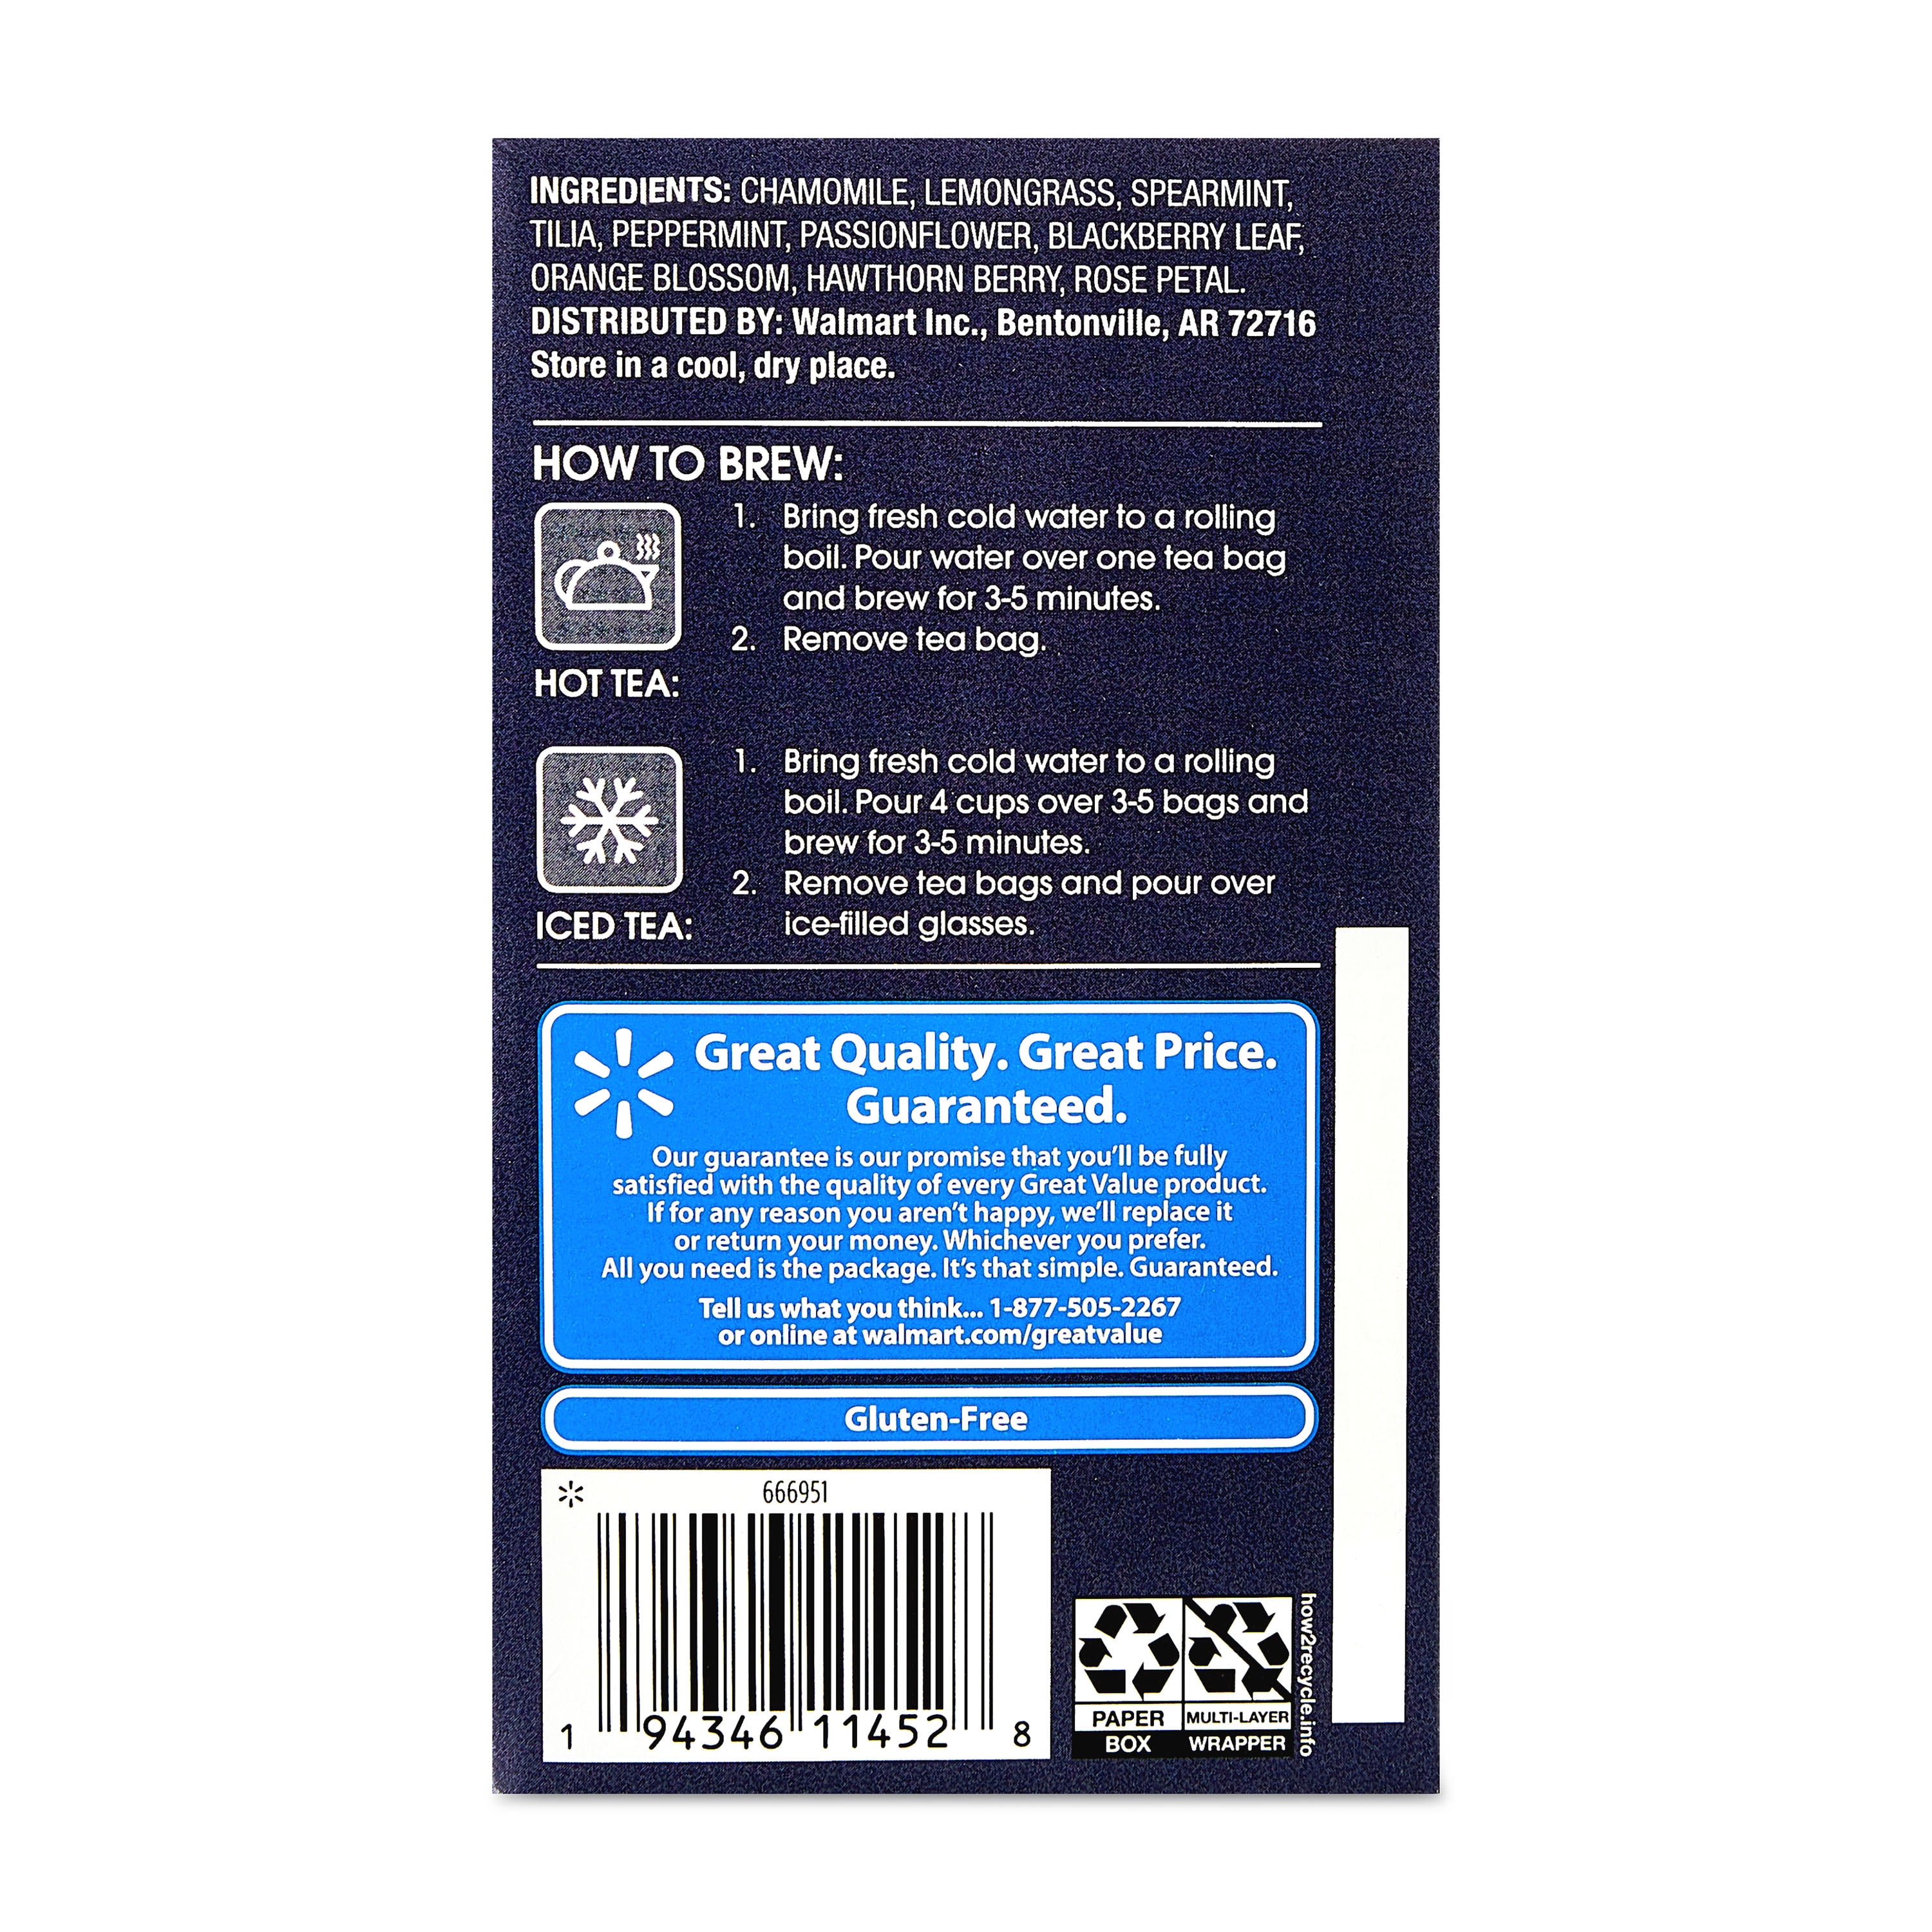 INGREDIENTS: CHAMOMILE, LEMONGRASS, SPEARMINT,
TILIA, PEPPERMINT, PASSIONFLOWER, BLACKBERRY LEAF,
ORANGE BLOSSOM, HAWTHORN BERRY, ROSE PETAL.
DISTRIBUTED BY: Walmart Inc., Bentonville, AR 72716
Store in a cool, dry place.
HOW TO BREW:
HOT TEA:
1. Bring fresh cold water to a rolling
boil. Pour water over one tea bag
and brew for 3-5 minutes.
2. Remove tea bag.
ICED TEA:
1. Bring fresh cold water to a rolling
boil. Pour 4 cups over 3-5 bags and
brew for 3-5 minutes.
2. Remove tea bags and pour over
ice-filled glasses.
Great Quality. Great Price.
Guaranteed.
Our guarantee is our promise that you'll be fully
satisfied with the quality of every Great Value product.
If for any reason you aren't happy, we'll replace it
or return your money. Whichever you prefer.
All you need is the package. It's that simple. Guaranteed.
Tell us what you think... 1-877-505-2267
or online at walmart.com/greatvalue
Gluten-Free
666951
1 94346 11452 8
PAPER
BOX
MULTI-LAYER
WRAPPER
how2recycle.info